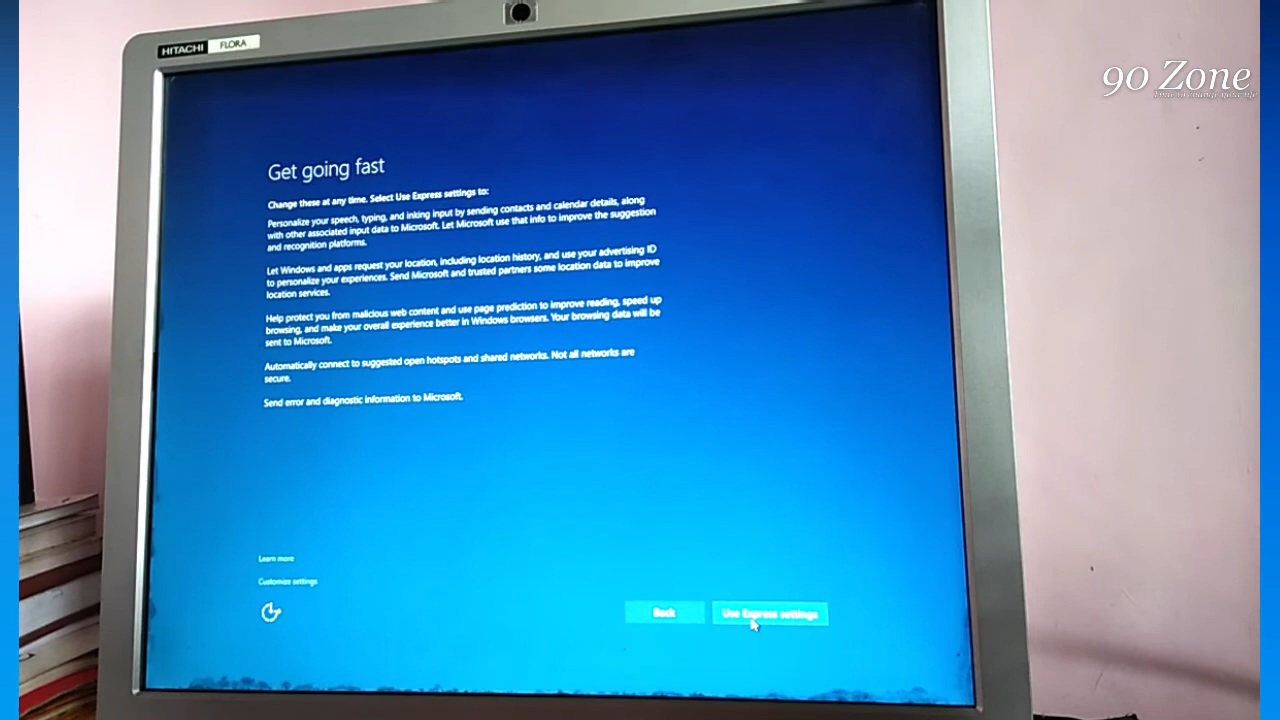 HITACHI FLORA
90 Zone
Get going fast
Change these at any time. Select Use Express settings to:
Personalize your speech, typing, and inking input by sending contacts and calendar details, along
with other associated input data to Microsoft. Let Microsoft use that info to improve the suggestion
and recognition platforms.
Let Windows and apps request your location, including location history, and use your advertising ID
to personalize your experiences. Send Microsoft and trusted partners some location data to improve
location services.
Help protect you from malicious web content and use page prediction to improve reading, speed up
browsing, and make your overall experience better in Windows browsers. Your browsing data will be
sent to Microsoft.
Automatically connect to suggested open hotspots and shared networks. Not all networks are
secure.
Send error and diagnostic information to Microsoft.
Learn more
Customize settings
Back
Use Express settings